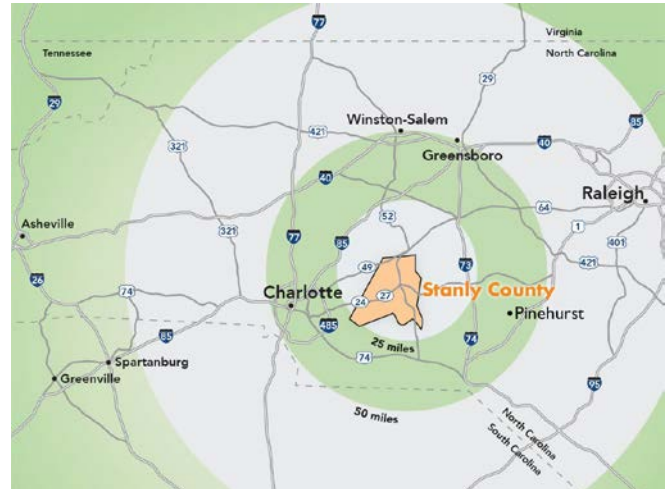 77
Virginia
Tennessee
North Carolina
29
29
Winston-Salem
85
321
421
Greensboro
40
40
Raleigh
52
64
1
Asheville
321
77
85
401
49
73
421
26
74
Stanly County
Charlotte
24
27
485
Pinehurst
85
25 miles
74
74
Spartanburg
Greenville
95
50 miles
North Carolina
South Carolina